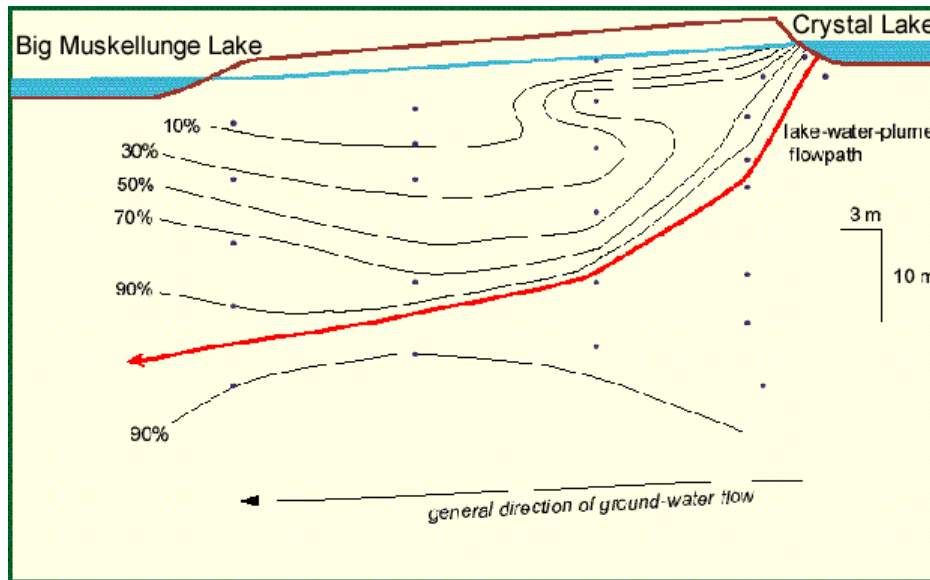 Big Muskellunge Lake
Crystal Lake
10%
30%
50%
70%
90%
90%
lake-water-plume
flowpath
3 m
10 m
general direction of ground-water flow